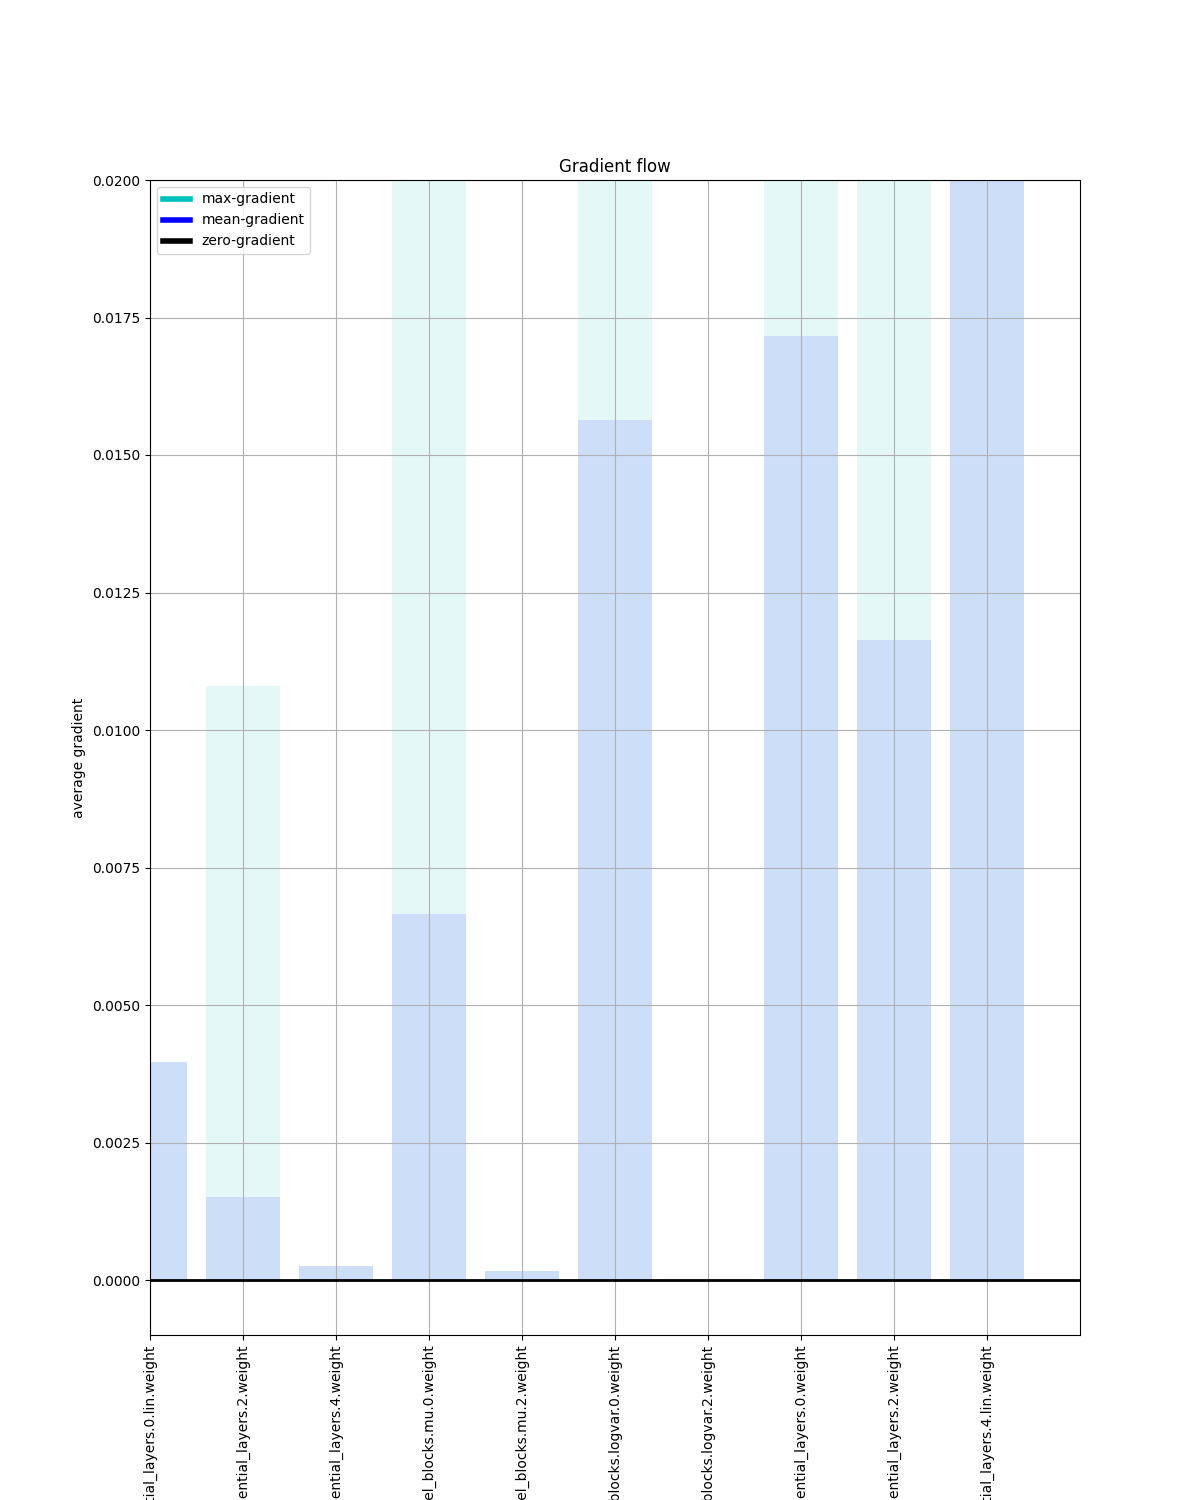 Gradient flow
max-gradient
mean-gradient
zero-gradient
0.0200
0.0175
0.0150
0.0125
0.0100
0.0075
0.0050
0.0025
0.0000
average gradient
tial_layers.0.lin.weight
ential_layers.2.weight
ential_layers.4.weight
el_blocks.mu.0.weight
el_blocks.mu.2.weight
blocks.logvar.0.weight
blocks.logvar.2.weight
ential_layers.0.weight
ential_layers.2.weight
tial_layers.4.lin.weight